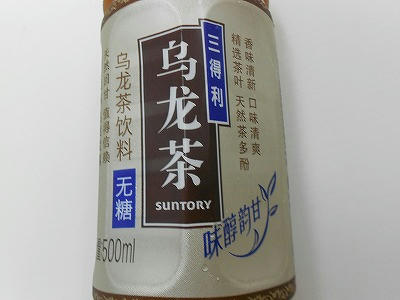 香味清新 口味清爽
精选茶叶 天然茶多酚
三得利
乌龙茶
SUNTORY
乌龙茶饮料
无糖
味醇韵甘
500ml